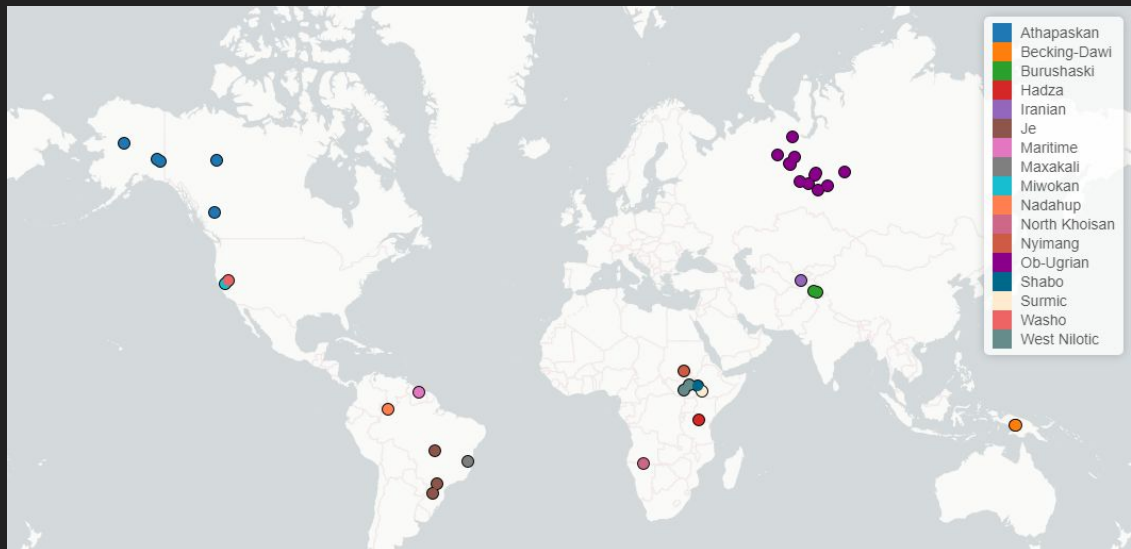 Athapaskan
Becking-Dawi
Burushaski
Hadza
Iranian
Je
Maritime
Maxakali
Miwokan
Nadahup
North Khoisan
Nyimang
Ob-Ugrian
Shabo
Surmic
Washo
West Nilotic